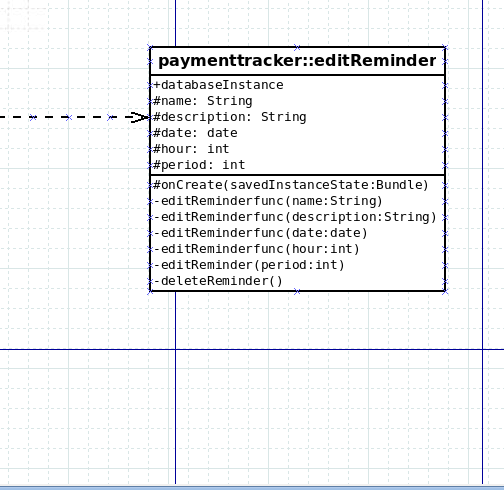 paymenttracker::editReminder
+databaseInstance
#name: String
#description: String
#date: date
#hour: int
#period: int
#onCreate(savedInstanceState:Bundle)
-editReminderfunc(name:String)
-editReminderfunc(description:String)
-editReminderfunc(date:date)
-editReminderfunc(hour:int)
-editReminder(period:int)
-deleteReminder()